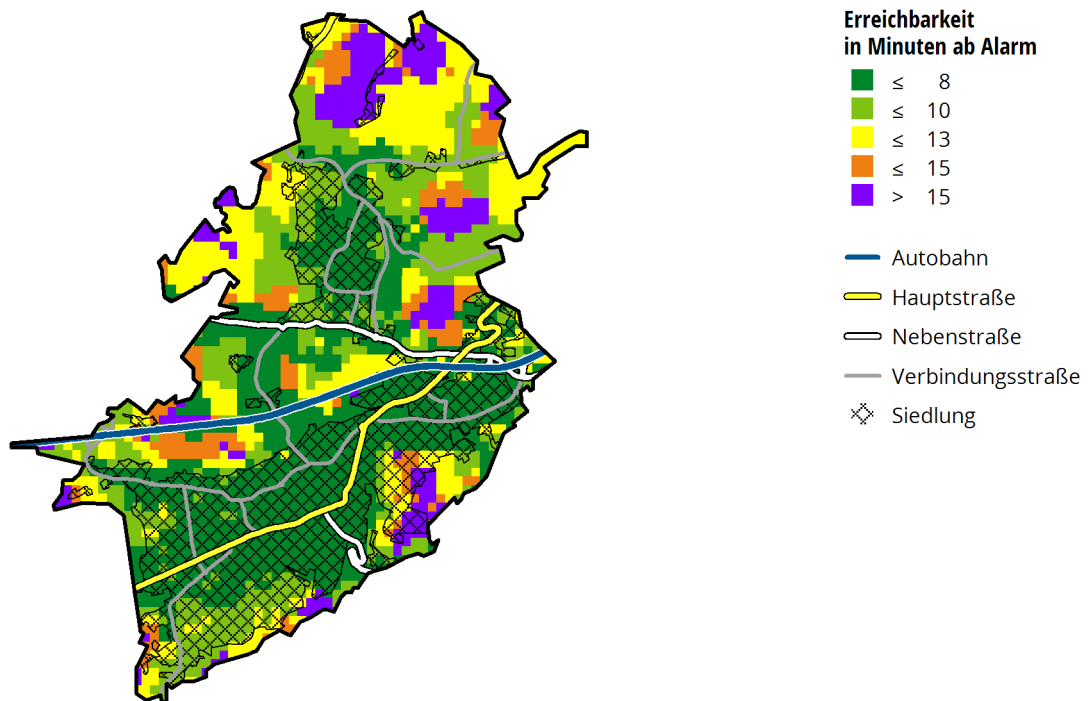 Erreichbarkeit
in Minuten ab Alarm
≤ 8
≤ 10
≤ 13
≤ 15
> 15
Autobahn
Hauptstraße
Nebenstraße
Verbindungsstraße
Siedlung